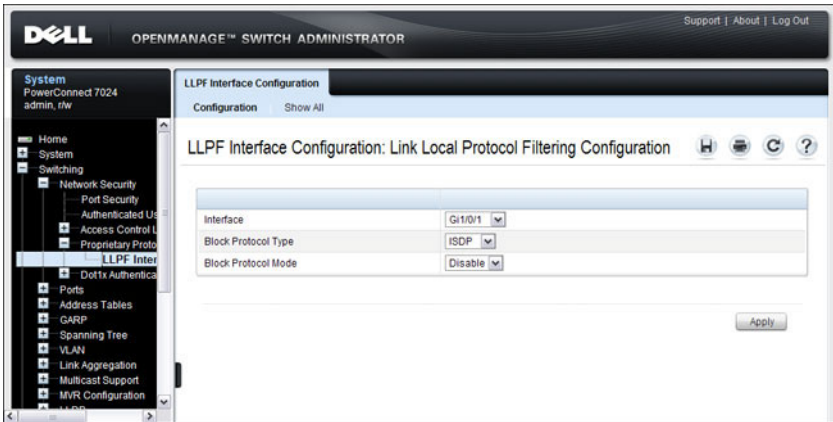 Support | About | Log Out
DELL OPENMANAGE™ SWITCH ADMINISTRATOR
System
PowerConnect 7024
admin, r/w
Home
System
Switching
Network Security
Port Security
Authenticated Us
Access Control L
Proprietary Proto
LLPF Inter
Dot1x Authentica
Ports
Address Tables
GARP
Spanning Tree
VLAN
Link Aggregation
Multicast Support
MVR Configuration
LLPF Interface Configuration
Configuration Show All
LLPF Interface Configuration: Link Local Protocol Filtering Configuration
Interface Gi1/0/1
Block Protocol Type ISDP
Block Protocol Mode Disable
Apply